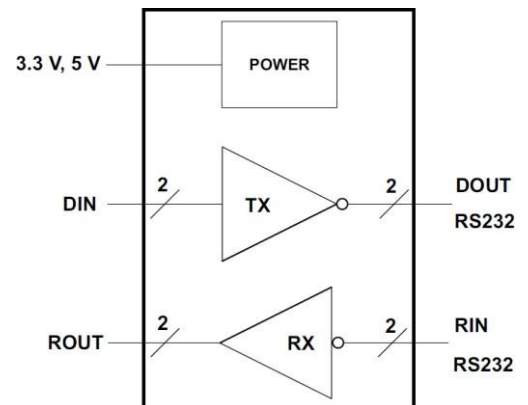 3.3 V, 5 V
POWER
2
2
DIN
TX
DOUT
RS232
2
2
ROUT
RX
RIN
RS232